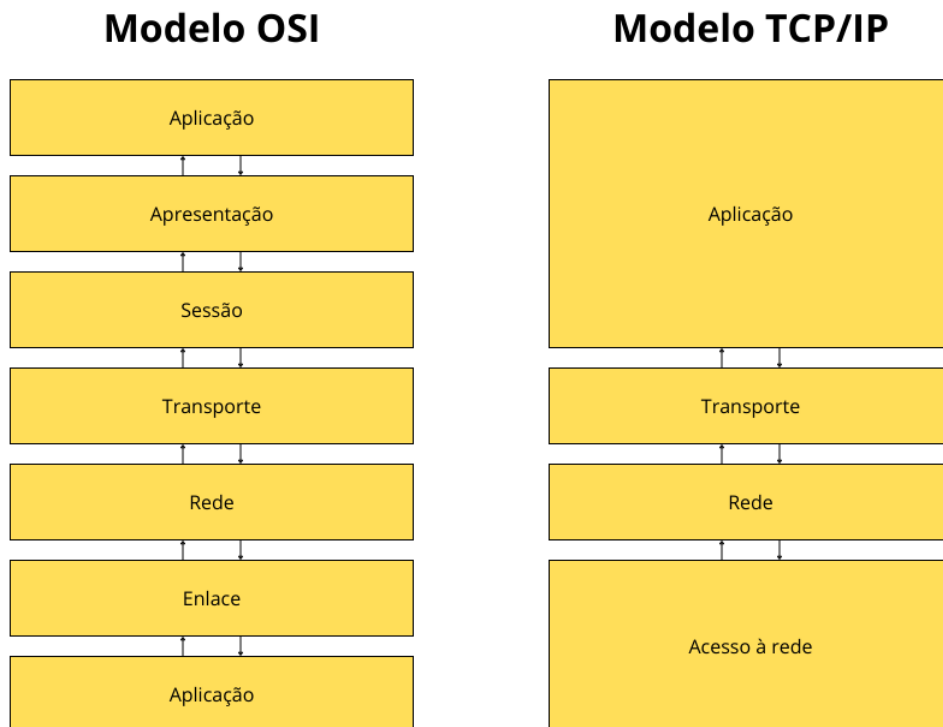 Modelo OSI
Aplicação
Apresentação
Sessão
Transporte
Rede
Enlace
Aplicação
Modelo TCP/IP
Aplicação
Transporte
Rede
Acesso à rede